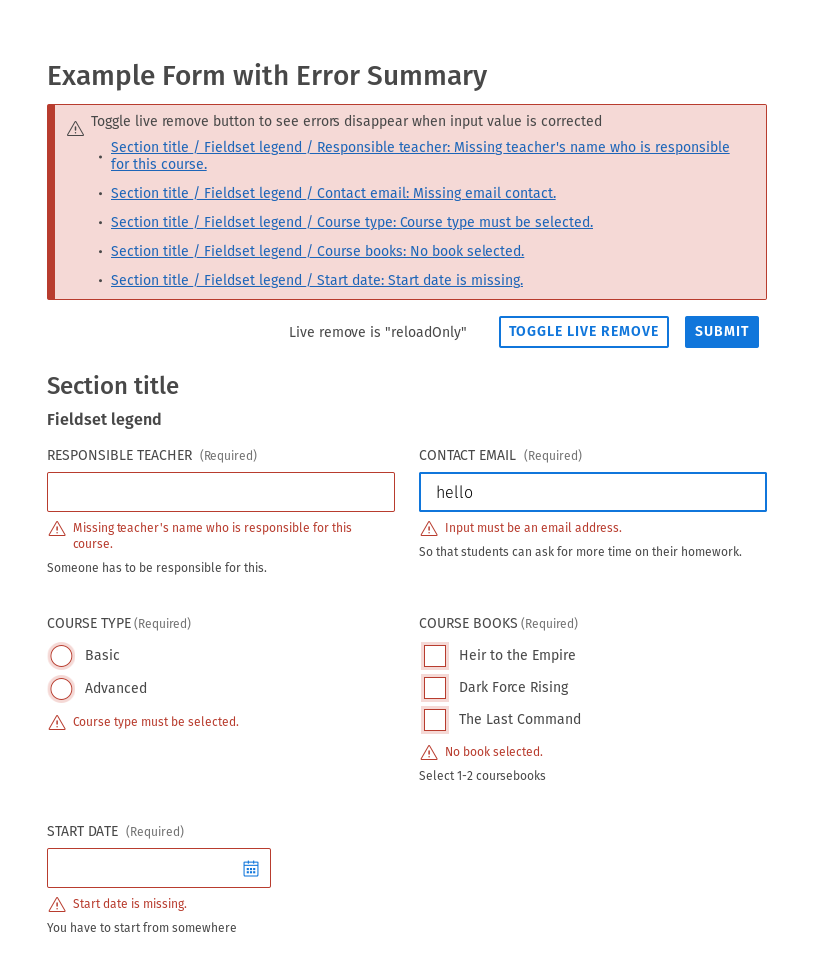 Example Form with Error Summary
Toggle live remove button to see errors disappear when input value is corrected
• Section title / Fieldset legend / Responsible teacher: Missing teacher's name who is responsible
for this course.
• Section title / Fieldset legend / Contact email: Missing email contact.
• Section title / Fieldset legend / Course type: Course type must be selected.
• Section title / Fieldset legend / Course books: No book selected.
• Section title / Fieldset legend / Start date: Start date is missing.
Live remove is "reloadOnly"
TOGGLE LIVE REMOVE
SUBMIT
Section title
Fieldset legend
RESPONSIBLE TEACHER (Required)
Missing teacher's name who is responsible for this
course.
Someone has to be responsible for this.
CONTACT EMAIL (Required)
hello
Input must be an email address.
So that students can ask for more time on their homework.
COURSE TYPE (Required)
Basic
Advanced
Course type must be selected.
COURSE BOOKS (Required)
Heir to the Empire
Dark Force Rising
The Last Command
No book selected.
Select 1-2 coursebooks
START DATE (Required)
Start date is missing.
You have to start from somewhere